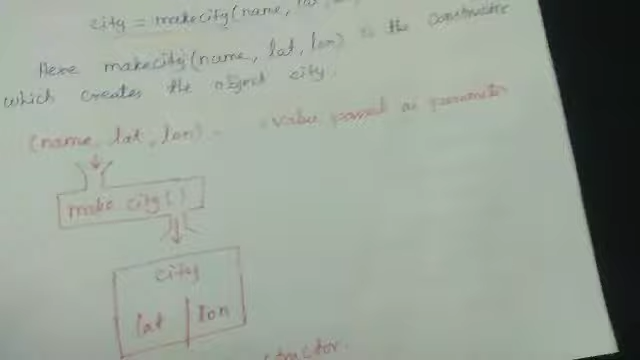 city = makecity(name, lat,
Here makecity(name, lat, lon) is the constructor
which creates the object city.
(name, lat, lon) - value passed as parameter
make city()
city
lat lon